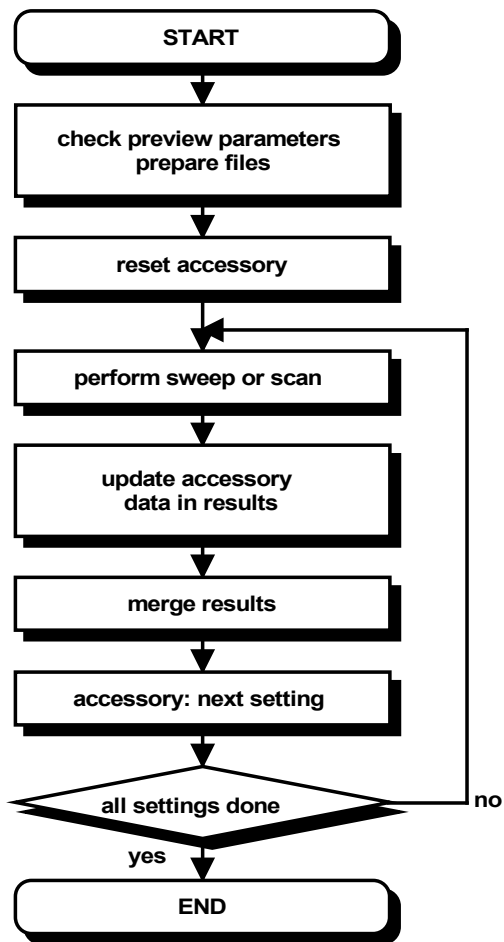 START
check preview parameters
prepare files
reset accessory
perform sweep or scan
update accessory
data in results
merge results
accessory: next setting
all settings done
no
yes
END